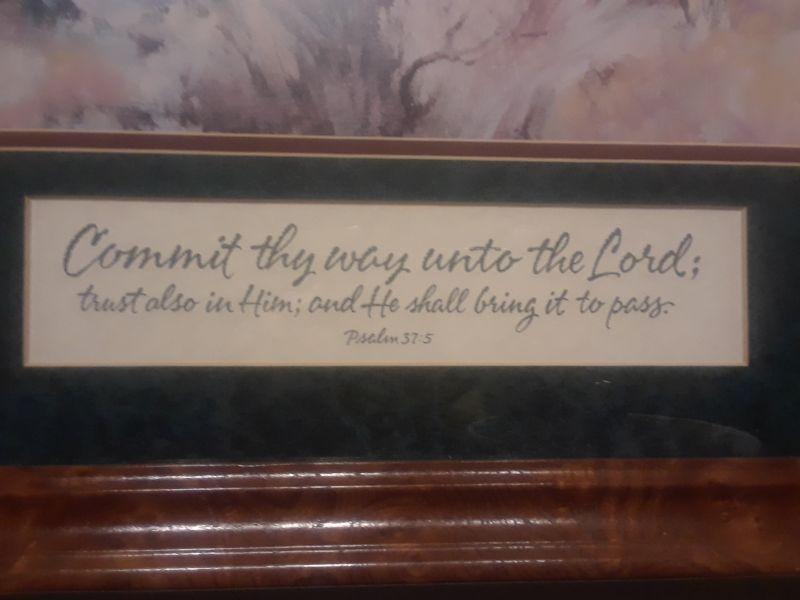 Commit thy way unto the Lord;
trust also in Him; and He shall bring it to pass.
Psalm 37:5